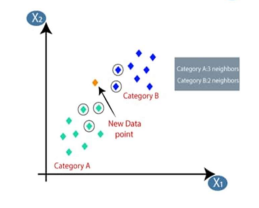 X2
Category A:3 neighbors
Category B:2 neighbors
Category B
New Data
point
Category A
X1